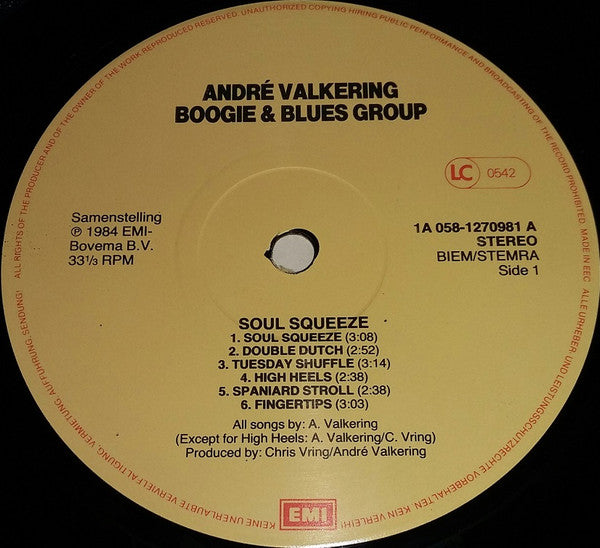 ALL RIGHTS OF THE PRODUCER AND OF THE OWNER OF THE WORK REPRODUCED RESERVED. UNAUTHORIZED COPYING HIRING PUBLIC PERFORMANCE AND BROADCASTING OF THE RECORD PROHIBITED. MADE IN EEC
ALLE URHEBER- UND LEISTUNGSSCHUTZRECHTE VORBEHALTEN KEIN VERLEIH! KEINE UNERLAUBTE VERVIELFÄLTIGUNG, VERMIETUNG, AUFFÜHRUNG, SENDUNG!
ANDRÉ VALKERING
BOOGIE & BLUES GROUP
LC 0542
Samenstelling
℗ 1984 EMI-
Bovema B.V.
33⅓ RPM
1A 058-1270981 A
STEREO
BIEM/STEMRA
Side 1
SOUL SQUEEZE
1. SOUL SQUEEZE (3:08)
2. DOUBLE DUTCH (2:52)
3. TUESDAY SHUFFLE (3:14)
4. HIGH HEELS (2:38)
5. SPANIARD STROLL (2:38)
6. FINGERTIPS (3:03)
All songs by: A. Valkering
(Except for High Heels: A. Valkering/C. Vring)
Produced by: Chris Vring/André Valkering
EMI